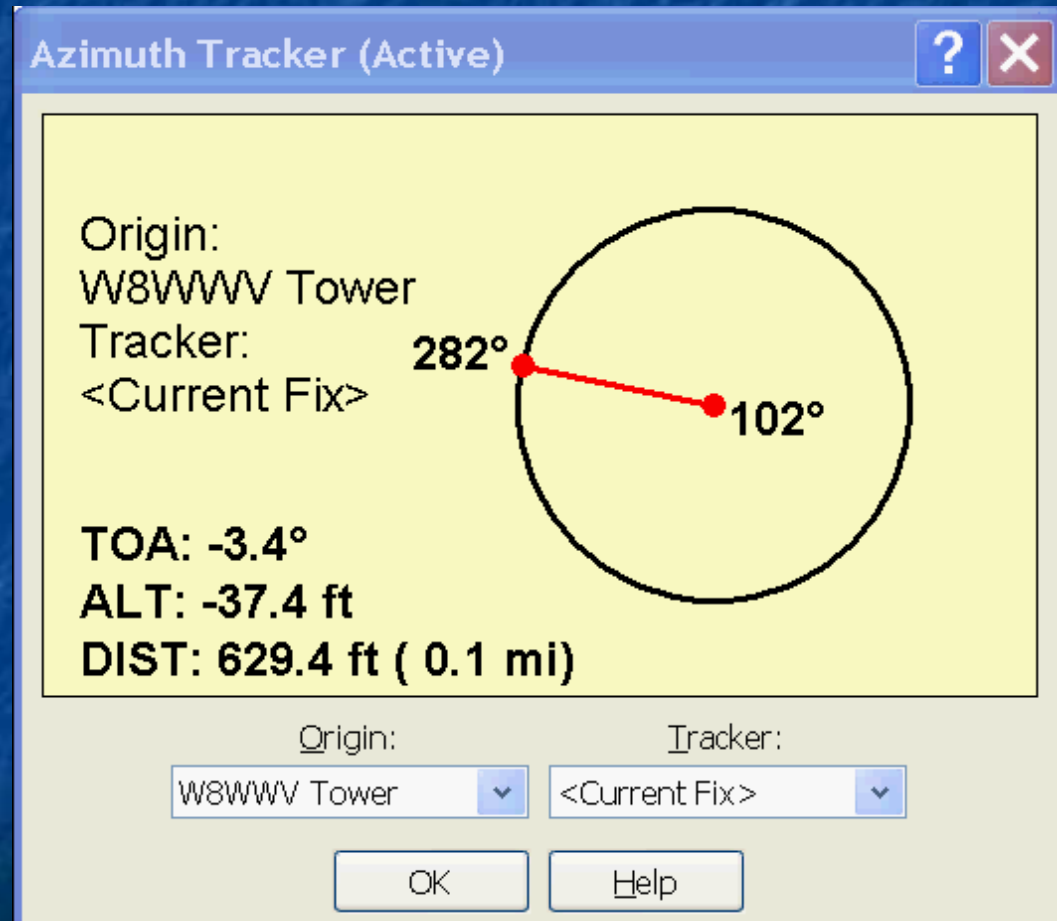 Azimuth Tracker (Active)
?
Origin:
W8WWV Tower
Tracker:
<Current Fix>
282°
102°
TOA: -3.4°
ALT: -37.4 ft
DIST: 629.4 ft ( 0.1 mi)
Origin: Tracker:
W8WWV Tower <Current Fix>
OK Help